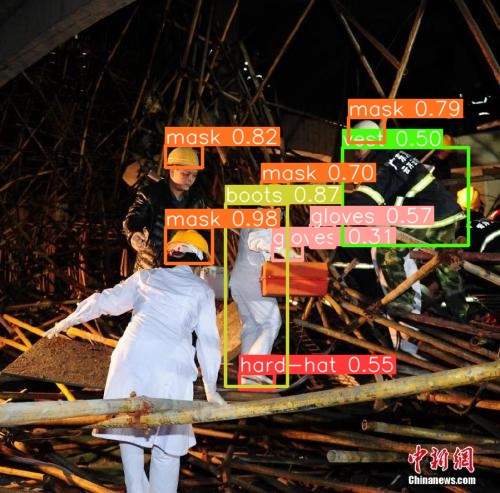 mask 0.79
vest 0.50
mask 0.82
mask 0.70
boots 0.87
mask 0.98
gloves 0.57
gloves 0.31
hard-hat 0.55
中新网
Chinanews.com